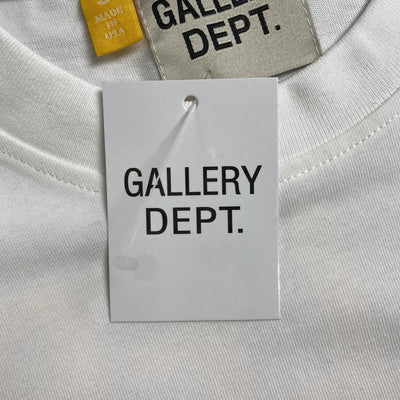 MADE IN
USA
GALLERY
DEPT.
GALLERY
DEPT.